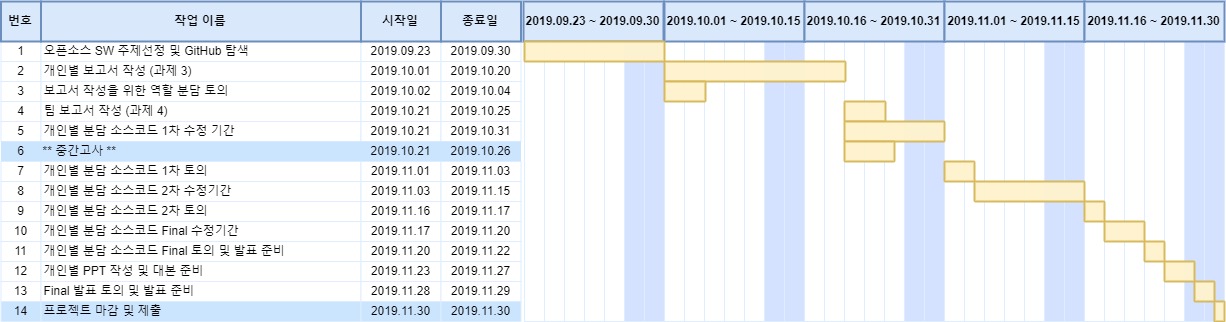 번호 작업 이름 시작일 종료일 2019.09.23 ~ 2019.09.30 2019.10.01 ~ 2019.10.15 2019.10.16 ~ 2019.10.31 2019.11.01 ~ 2019.11.15 2019.11.16 ~ 2019.11.30
1 오픈소스 SW 주제선정 및 GitHub 탐색 2019.09.23 2019.09.30
2 개인별 보고서 작성 (과제 3) 2019.10.01 2019.10.20
3 보고서 작성을 위한 역할 분담 토의 2019.10.02 2019.10.04
4 팀 보고서 작성 (과제 4) 2019.10.21 2019.10.25
5 개인별 분담 소스코드 1차 수정 기간 2019.10.21 2019.10.31
6 ** 중간고사 ** 2019.10.21 2019.10.26
7 개인별 분담 소스코드 1차 토의 2019.11.01 2019.11.03
8 개인별 분담 소스코드 2차 수정기간 2019.11.03 2019.11.15
9 개인별 분담 소스코드 2차 토의 2019.11.16 2019.11.17
10 개인별 분담 소스코드 Final 수정기간 2019.11.17 2019.11.20
11 개인별 분담 소스코드 Final 토의 및 발표 준비 2019.11.20 2019.11.22
12 개인별 PPT 작성 및 대본 준비 2019.11.23 2019.11.27
13 Final 발표 토의 및 발표 준비 2019.11.28 2019.11.29
14 프로젝트 마감 및 제출 2019.11.30 2019.11.30